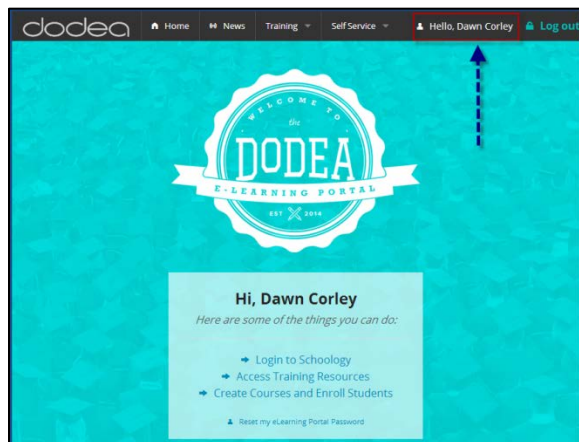 dodea Home News Training Self Service Hello, Dawn Corley Log out
WELCOME TO
the
DODEA
E-LEARNING PORTAL
EST 2014
Hi, Dawn Corley
Here are some of the things you can do:
Login to Schoology
Access Training Resources
Create Courses and Enroll Students
Reset my eLearning Portal Password